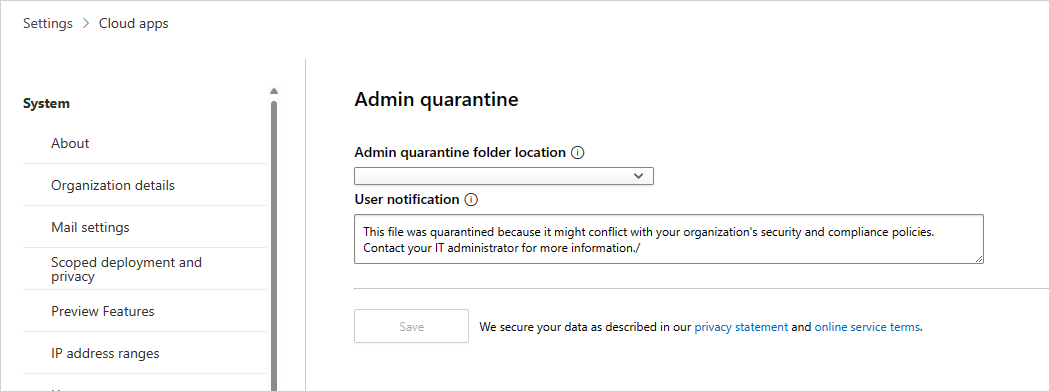 Settings > Cloud apps
System
About
Organization details
Mail settings
Scoped deployment and
privacy
Preview Features
IP address ranges
Admin quarantine
Admin quarantine folder location
User notification
This file was quarantined because it might conflict with your organization's security and compliance policies.
Contact your IT administrator for more information./
Save
We secure your data as described in our privacy statement and online service terms.